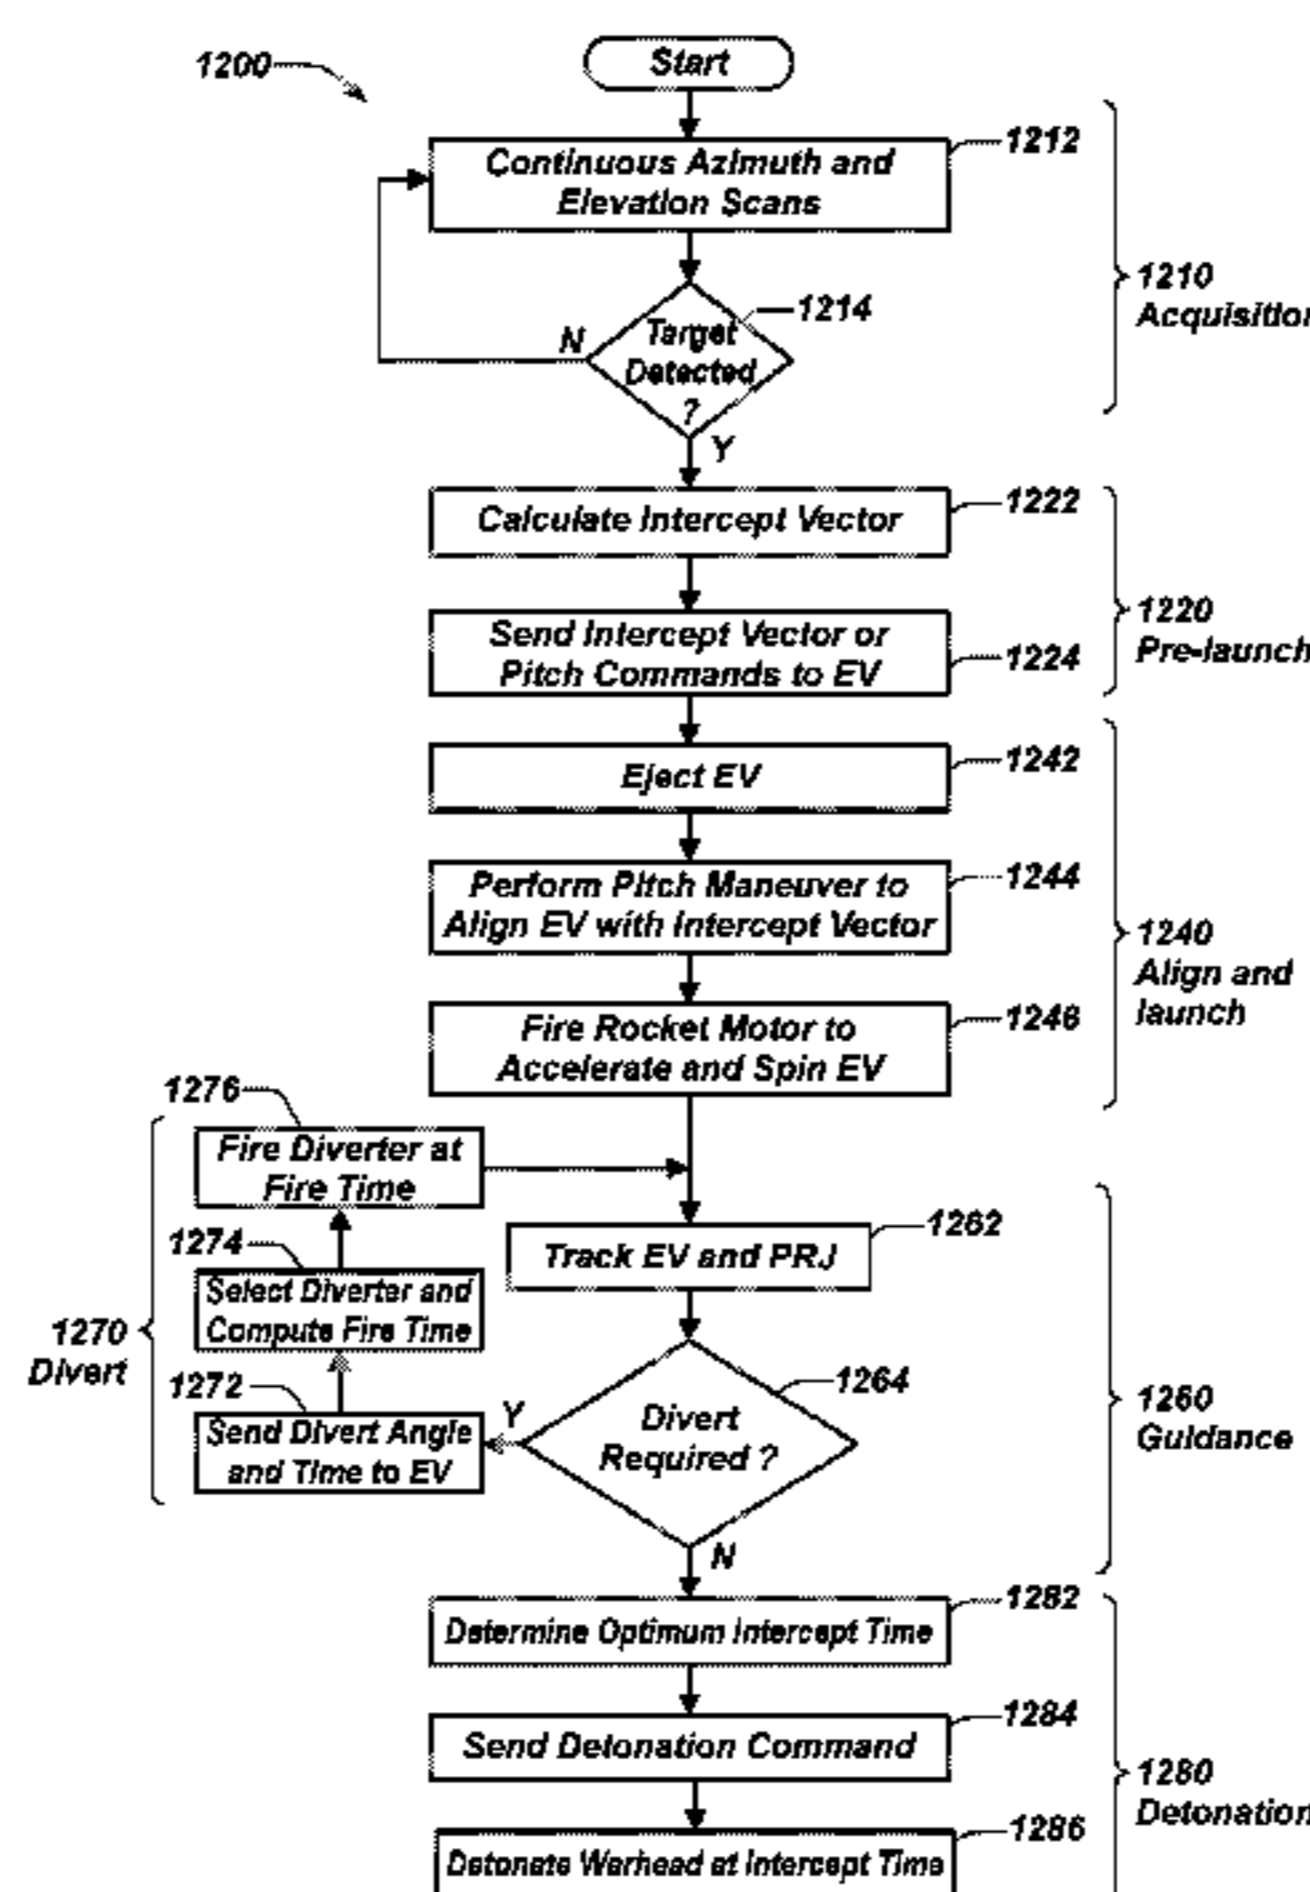 Start
1200
Continuous Azimuth and
Elevation Scans
1212
1210
Acquisition
Target
Detected
?
1214
N
Y
Calculate Intercept Vector
1222
Send Intercept Vector or
Pitch Commands to EV
1224
1220
Pre-launch
Eject EV
1242
Perform Pitch Maneuver to
Align EV with Intercept Vector
1244
1240
Align and
launch
Fire Rocket Motor to
Accelerate and Spin EV
1246
1276
Fire Diverter at
Fire Time
1274
Select Diverter and
Compute Fire Time
1270
Divert
1272
Send Divert Angle
and Time to EV
Track EV and PRJ
1262
Divert
Required ?
1264
Y
N
1260
Guidance
Determine Optimum Intercept Time
1282
Send Detonation Command
1284
1280
Detonation
Detonate Warhead at Intercept Time
1286